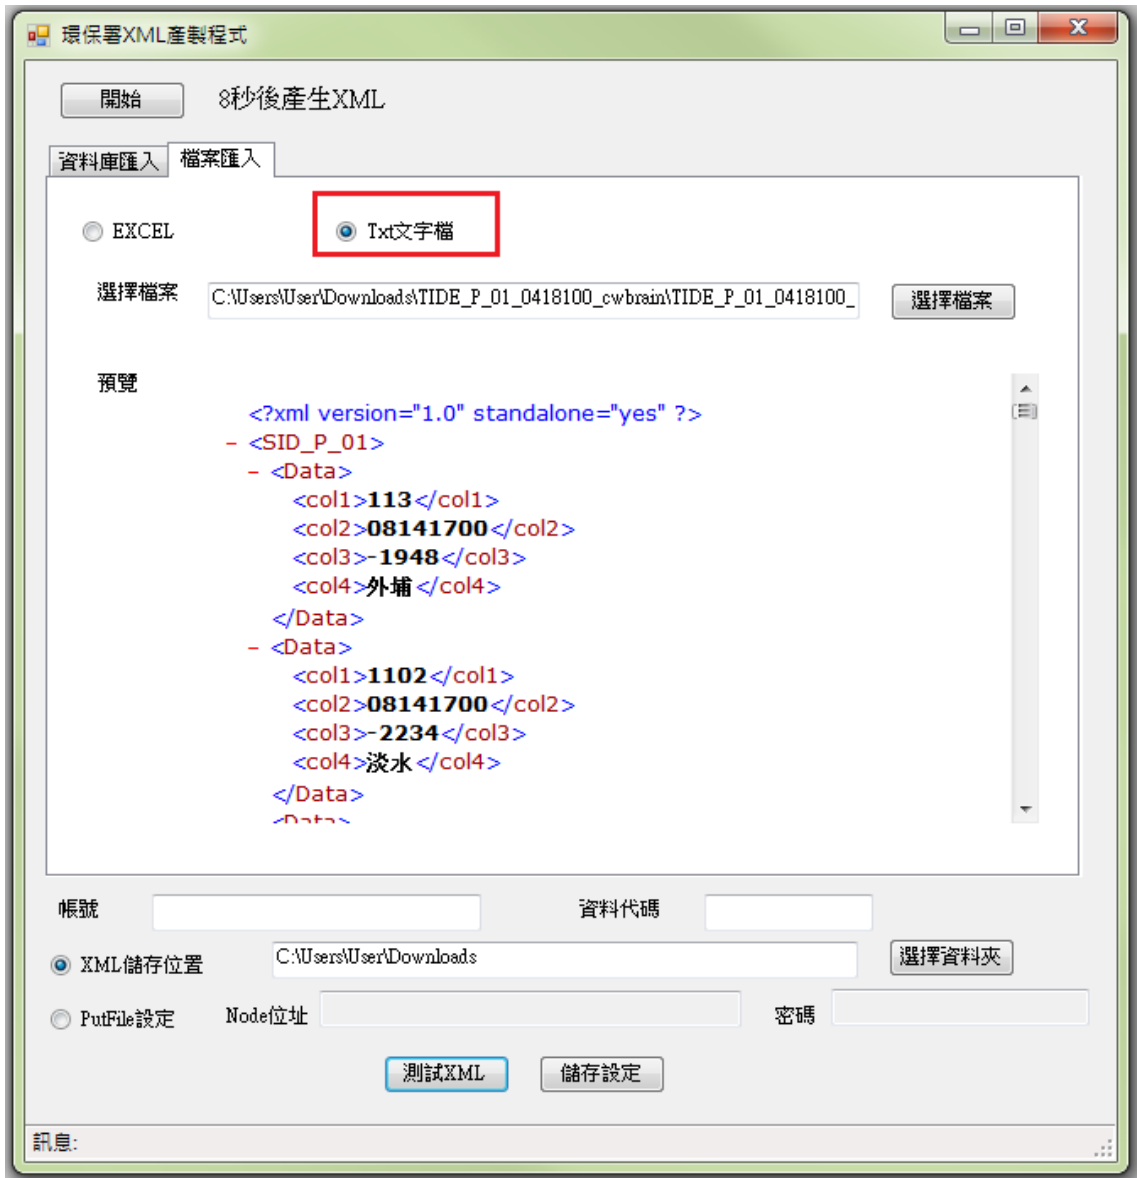 環保署XML產製程式
開始 8秒後產生XML
資料庫匯入 檔案匯入
EXCEL Txt文字檔
選擇檔案 C:\Users\User\Downloads\TIDE_P_01_0418100_cwbrain\TIDE_P_01_0418100_ 選擇檔案
預覽
<?xml version="1.0" standalone="yes" ?>
- <SID_P_01>
- <Data>
<col1>113</col1>
<col2>08141700</col2>
<col3>-1948</col3>
<col4>外埔</col4>
</Data>
- <Data>
<col1>1102</col1>
<col2>08141700</col2>
<col3>-2234</col3>
<col4>淡水</col4>
</Data>
<Data>
帳號 資料代碼
XML儲存位置 C:\Users\User\Downloads 選擇資料夾
PutFile設定 Node位址 密碼
測試XML 儲存設定
訊息: